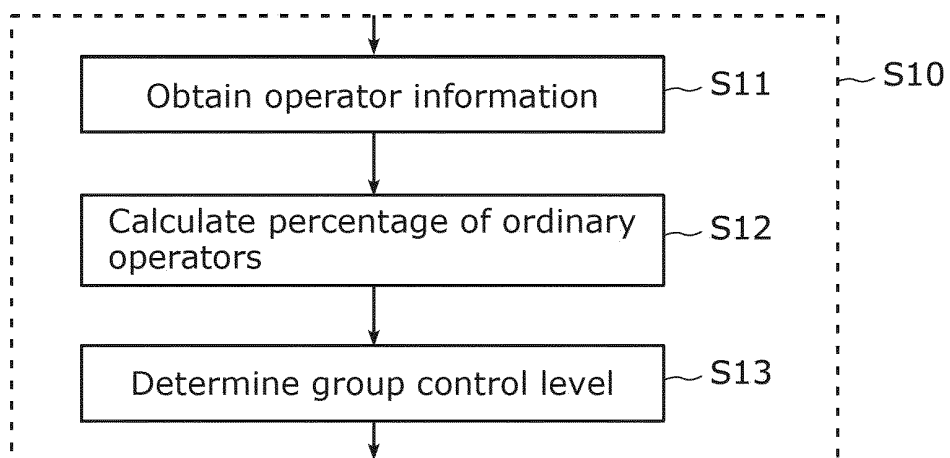 S10
Obtain operator information
S11
Calculate percentage of ordinary
operators
S12
Determine group control level
S13